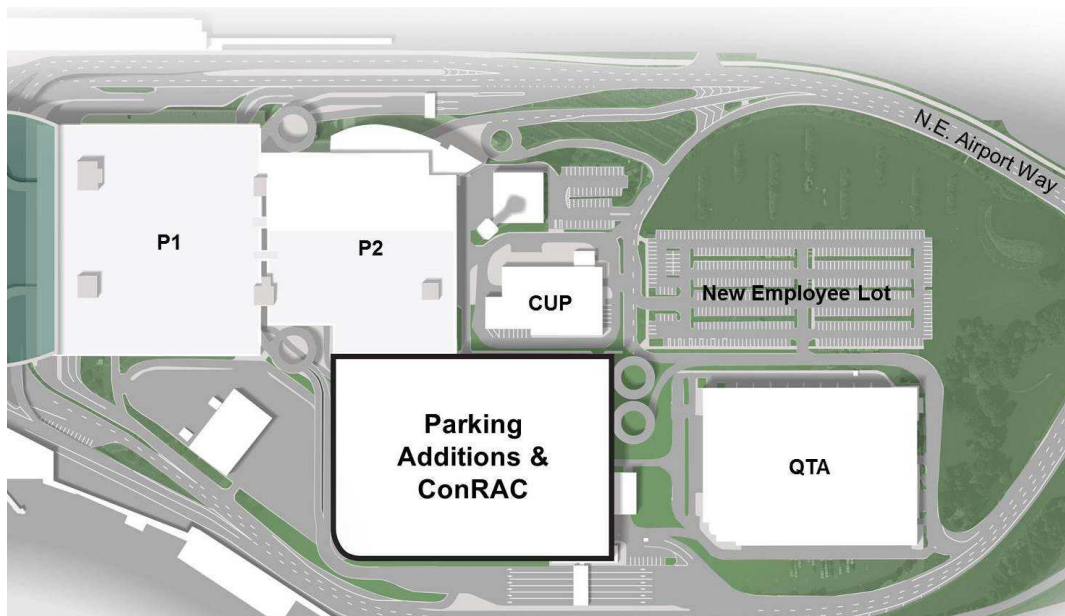 N.E. Airport Way
P1
P2
CUP
New Employee Lot
Parking
Additions &
ConRAC
QTA